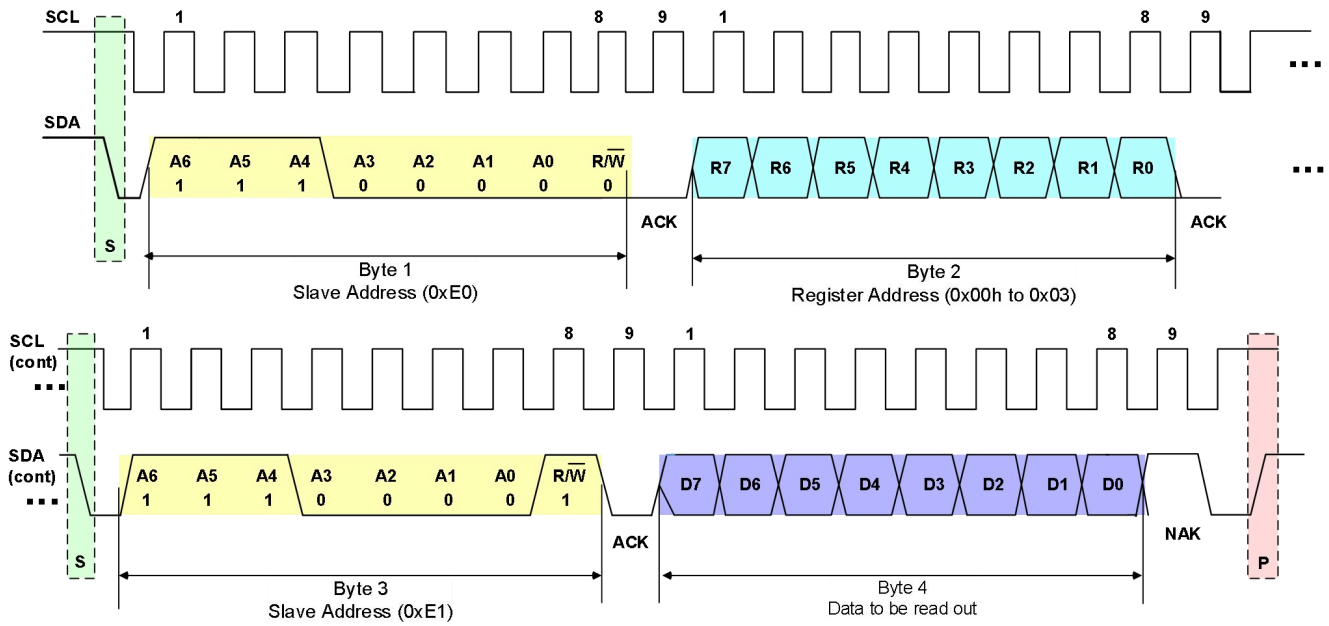 SCL 1 8 9 1 8 9
...
SDA
A6 A5 A4 A3 A2 A1 A0 R/W̅ R7 R6 R5 R4 R3 R2 R1 R0 ...
1 1 1 0 0 0 0 0
S ACK ACK
Byte 1 Byte 2
Slave Address (0xE0) Register Address (0x00h to 0x03)
SCL 1 8 9 1 8 9
(cont)
...
SDA
(cont) A6 A5 A4 A3 A2 A1 A0 R/W̅ D7 D6 D5 D4 D3 D2 D1 D0
... 1 1 1 0 0 0 0 1
S ACK NAK P
Byte 3 Byte 4
Slave Address (0xE1) Data to be read out